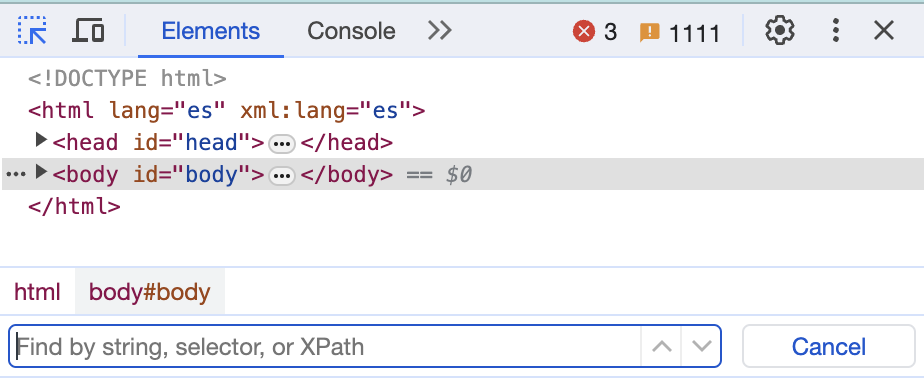 Elements Console 3 1111
<!DOCTYPE html>
<html lang="es" xml:lang="es">
<head id="head">…</head>
… <body id="body">…</body> == $0
</html>
html body#body
Find by string, selector, or XPath Cancel